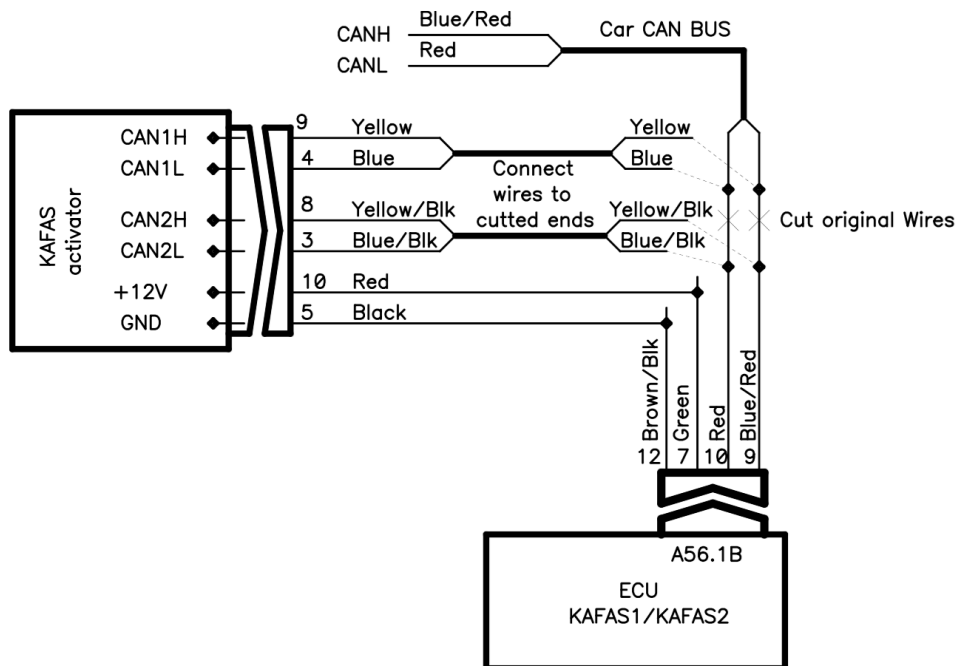 Blue/Red
CANH
Red
CANL
Car CAN BUS
KAFAS
activator
CAN1H
CAN1L
CAN2H
CAN2L
+12V
GND
9
Yellow
4
Blue
8
Yellow/Blk
3
Blue/Blk
10
Red
5
Black
Connect
wires to
cutted ends
Yellow
Blue
Yellow/Blk
Blue/Blk
Cut original Wires
Brown/Blk
Green
Red
Blue/Red
12
7
10
9
A56.1B
ECU
KAFAS1/KAFAS2